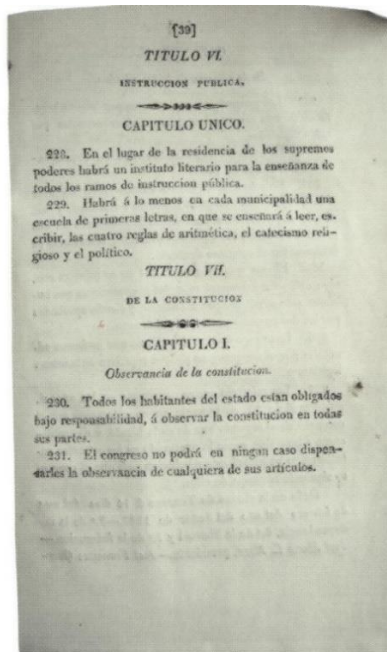 [39]
TITULO VI.
INSTRUCCION PUBLICA.
CAPITULO UNICO.
228. En el lugar de la residencia de los supremos
poderes habrá un instituto literario para la enseñanza de
todos los ramos de instruccion pública.
229. Habrá á lo menos en cada municipalidad una
escuela de primeras letras, en que se enseñará á leer, es-
cribir, las cuatro reglas de aritmética, el catecismo reli-
gioso y el político.
TITULO VII.
DE LA CONSTITUCION
CAPITULO I.
Observancia de la constitucion.
230. Todos los habitantes del estado estan obligados
bajo responsabilidad, á observar la constitucion en todas
sus partes.
231. El congreso no podrá en ningun caso dispen-
sarles la observancia de cualquiera de sus artículos.